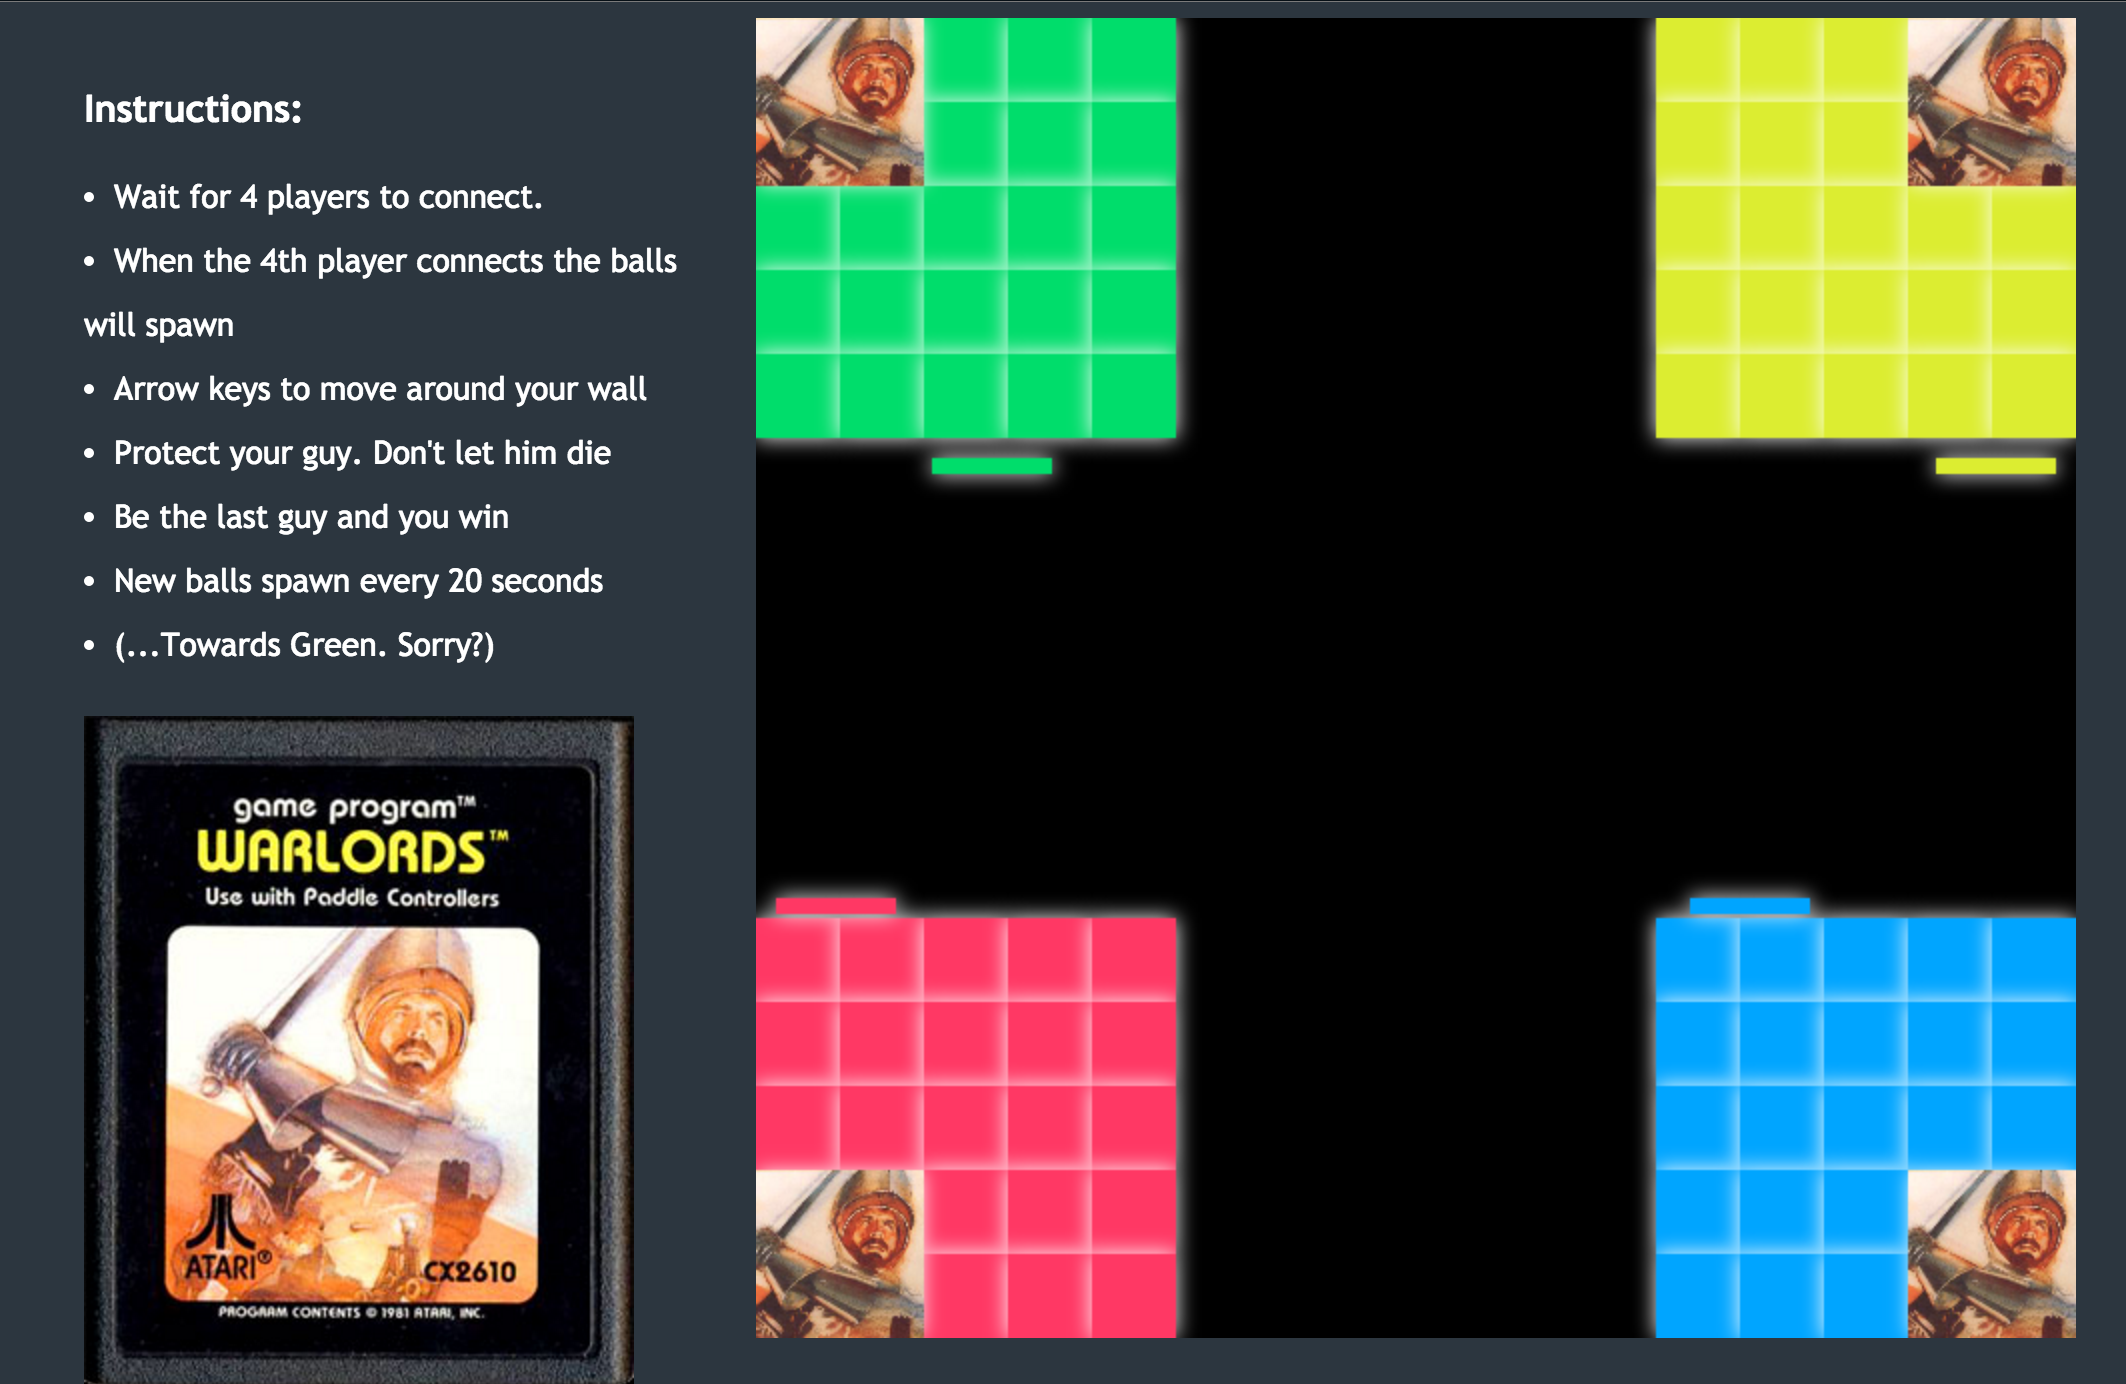 Instructions:
• Wait for 4 players to connect.
• When the 4th player connects the balls
will spawn
• Arrow keys to move around your wall
• Protect your guy. Don't let him die
• Be the last guy and you win
• New balls spawn every 20 seconds
• (...Towards Green. Sorry?)
game program™
WARLORDS™
Use with Paddle Controllers
ATARI®
CX2610
PROGRAM CONTENTS © 1981 ATARI, INC.